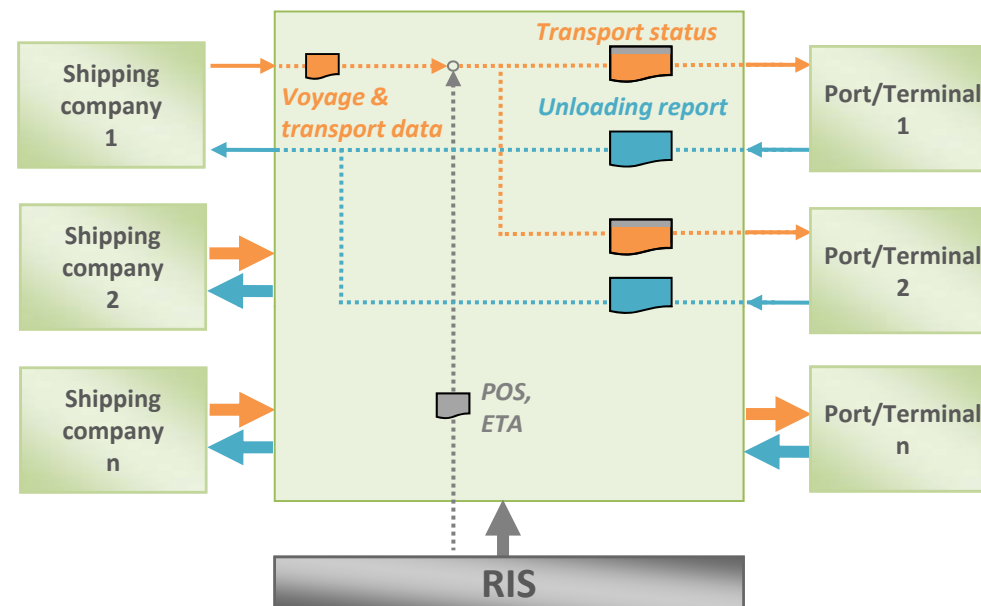 Shipping
company
1
Voyage &
transport data
Transport status
Unloading report
Port/Terminal
1
Shipping
company
2
Port/Terminal
2
Shipping
company
n
POS,
ETA
Port/Terminal
n
RIS